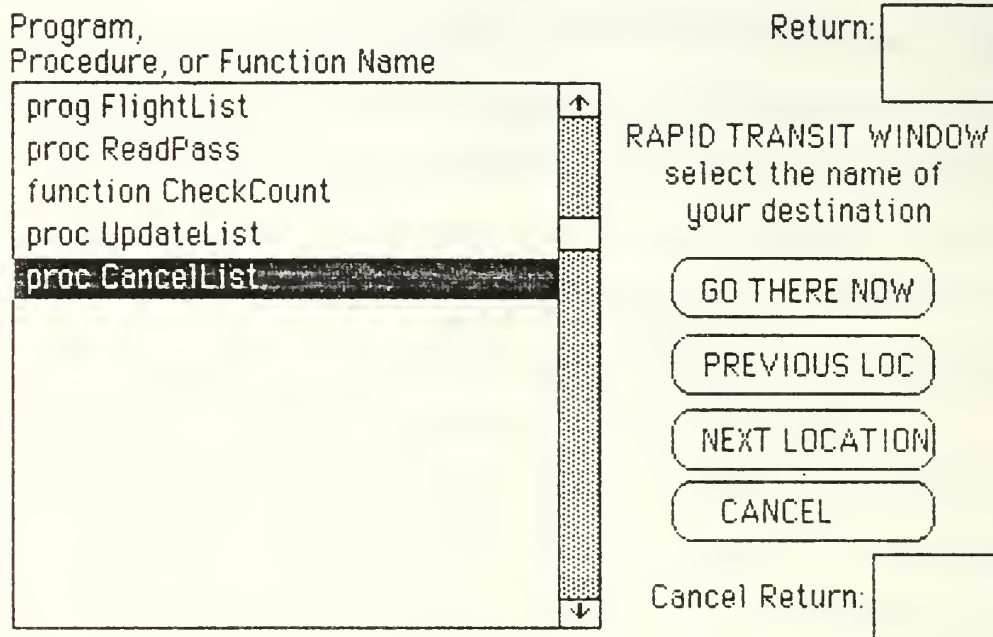 Program,
Procedure, or Function Name
prog FlightList
proc ReadPass
function CheckCount
proc UpdateList
proc CancelList
Return:
RAPID TRANSIT WINDOW
select the name of
your destination
GO THERE NOW
PREVIOUS LOC
NEXT LOCATION
CANCEL
Cancel Return: